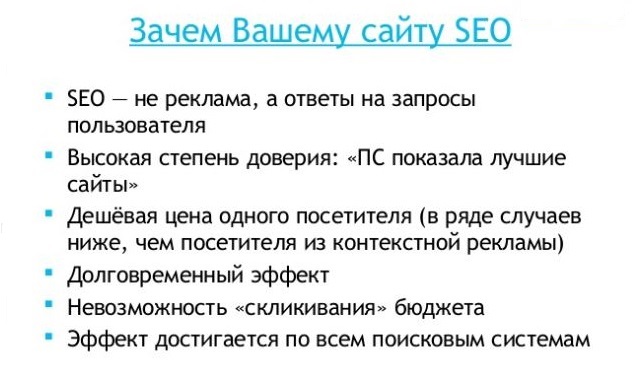 Зачем Вашему сайту SEO
SEO — не реклама, а ответы на запросы
пользователя
Высокая степень доверия: «ПС показала лучшие
сайты»
Дешёвая цена одного посетителя (в ряде случаев
ниже, чем посетителя из контекстной рекламы)
Долговременный эффект
Невозможность «скликивания» бюджета
Эффект достигается по всем поисковым системам